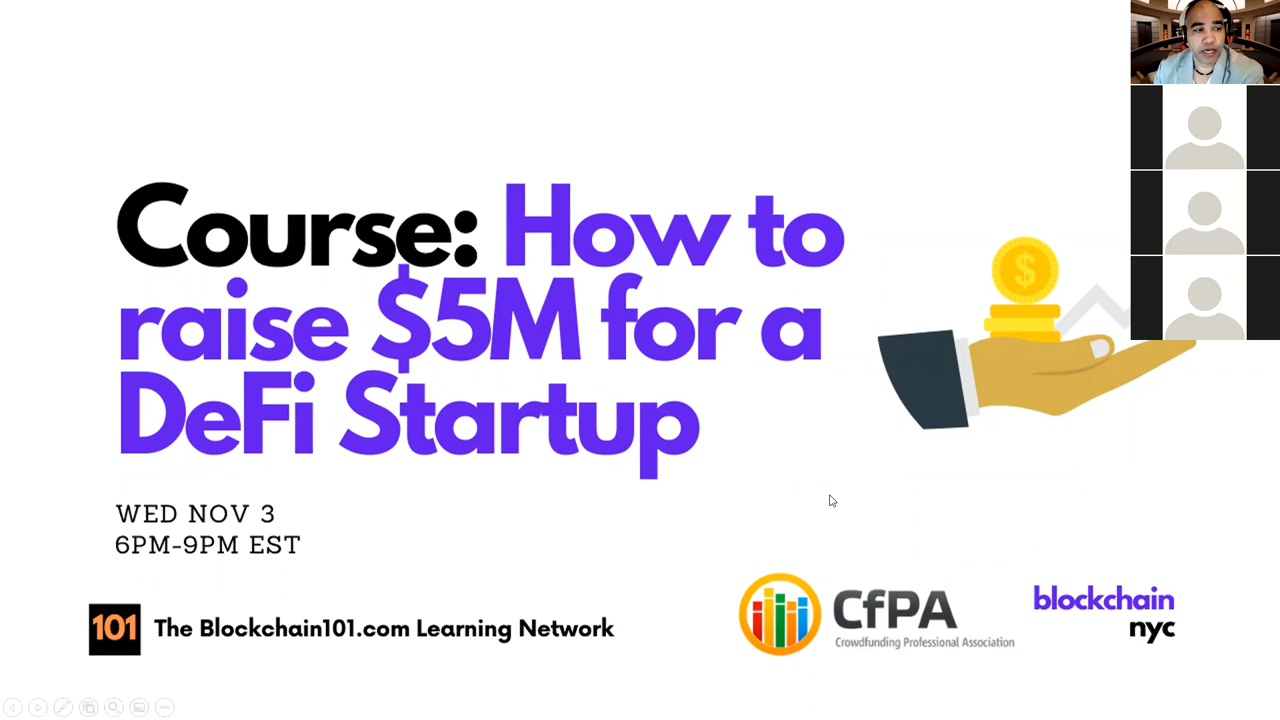 Course: How to
raise $5M for a
DeFi Startup
WED NOV 3
6PM-9PM EST
101 The Blockchain101.com Learning Network
CfPA
Crowdfunding Professional Association
blockchain
nyc
$